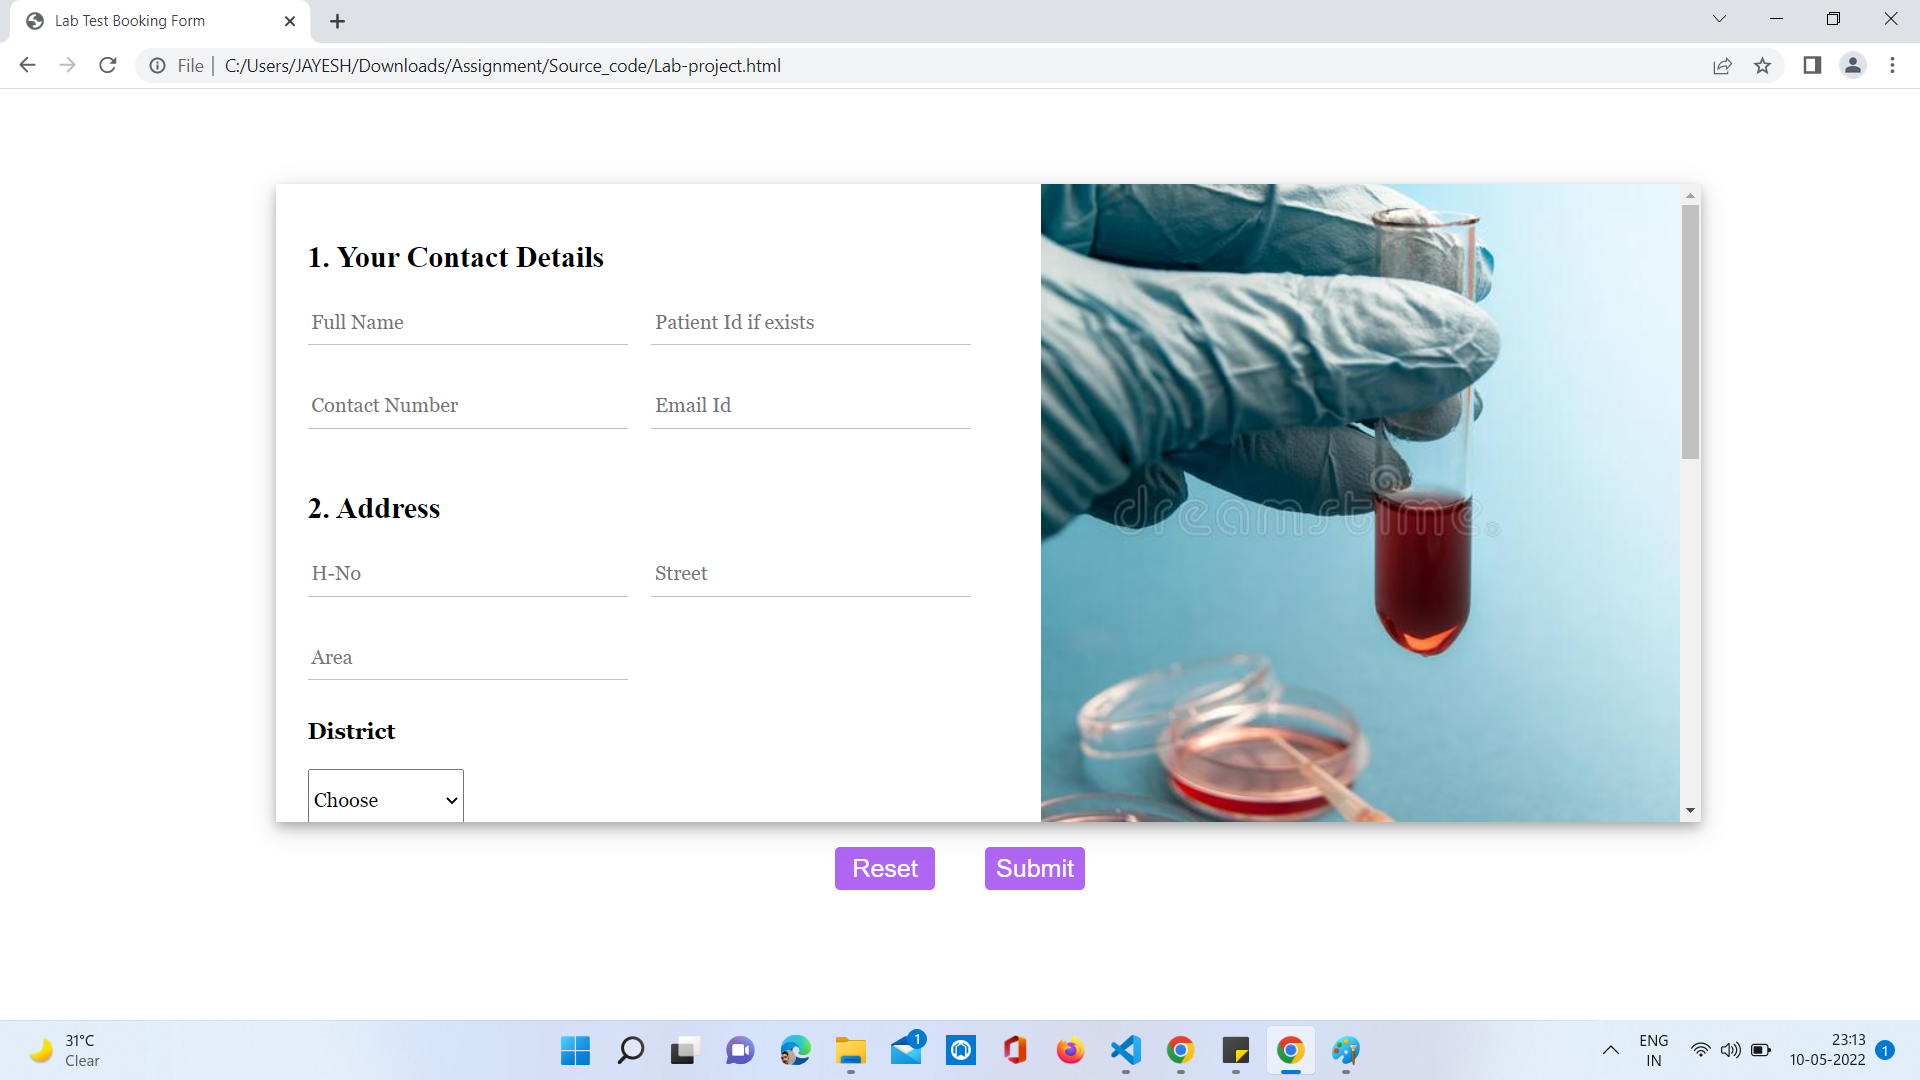 Lab Test Booking Form
File | C:/Users/JAYESH/Downloads/Assignment/Source_code/Lab-project.html
1. Your Contact Details
Full Name Patient Id if exists
Contact Number Email Id
2. Address
H-No Street
Area
District
Choose
dreamstime
Reset Submit
31°C
Clear
1
ENG
IN
23:13
10-05-2022
1